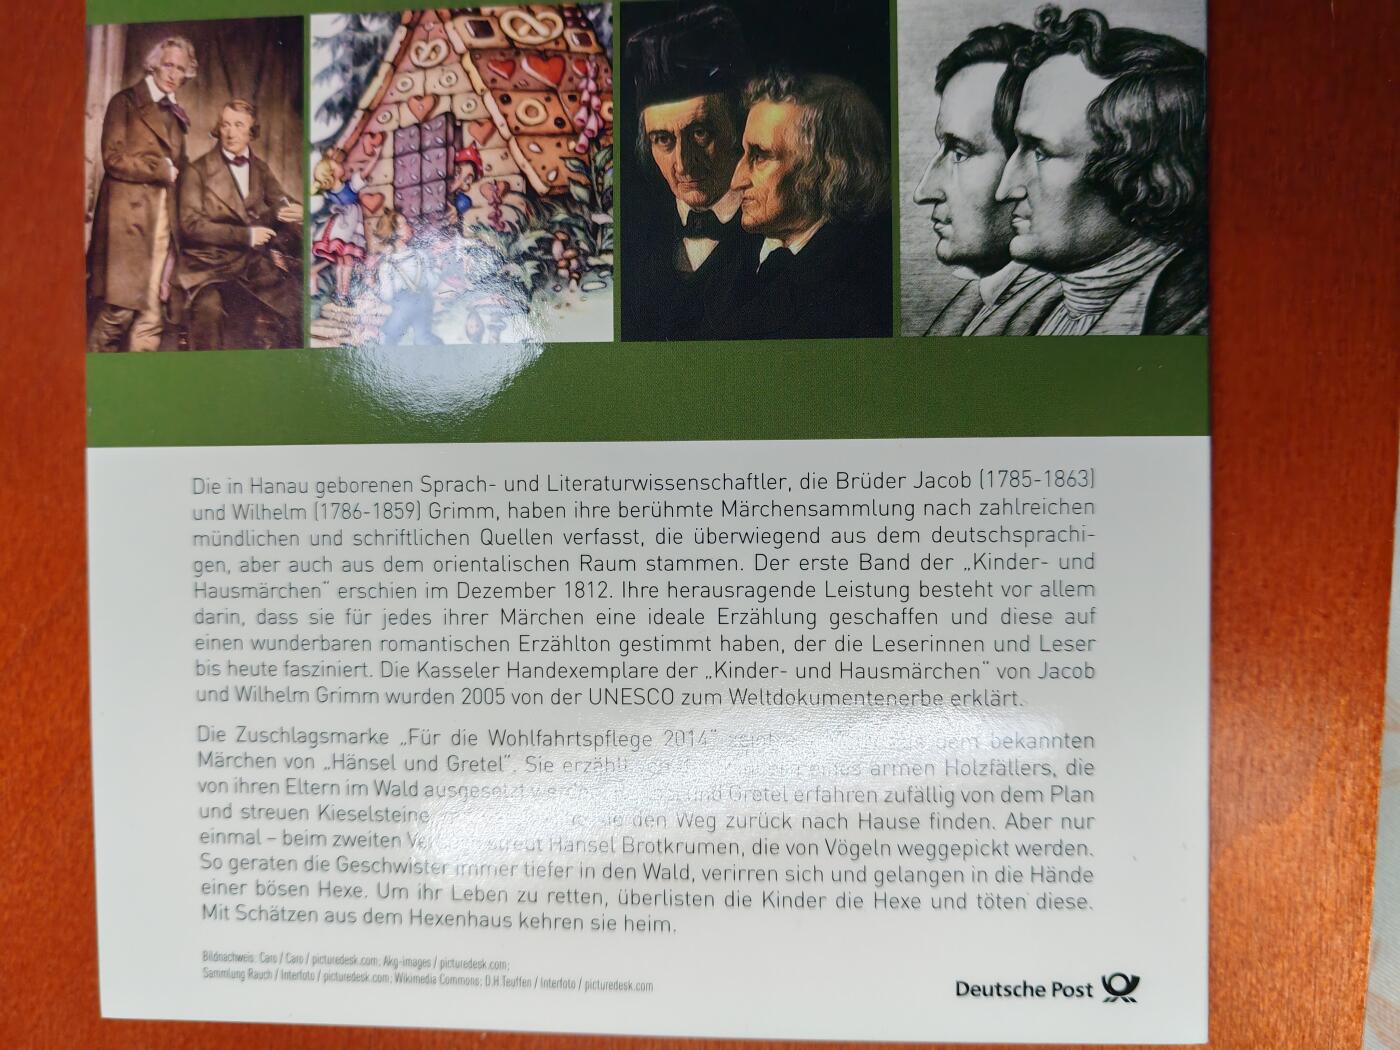 Die in Hanau geborenen Sprach- und Literaturwissenschaftler, die Brüder Jacob (1785-1863)
und Wilhelm (1786-1859) Grimm, haben ihre berühmte Märchensammlung nach zahlreichen
mündlichen und schriftlichen Quellen verfasst, die überwiegend aus dem deutschsprachi-
gen, aber auch aus dem orientalischen Raum stammen. Der erste Band der „Kinder- und
Hausmärchen" erschien im Dezember 1812. Ihre herausragende Leistung besteht vor allem
darin, dass sie für jedes ihrer Märchen eine ideale Erzählung geschaffen und diese auf
einen wunderbaren romantischen Erzählton gestimmt haben, der die Leserinnen und Leser
bis heute fasziniert. Die Kasseler Handexemplare der „Kinder- und Hausmärchen" von Jacob
und Wilhelm Grimm wurden 2005 von der UNESCO zum Weltdokumentenerbe erklärt.
Die Zuschlagsmarke „Für die Wohlfahrtspflege 2014" dem bekannten
Märchen von „Hänsel und Gretel". Sie armen Holzfällers, die
von ihren Eltern im Wald ausgesetzt und Gretel erfahren zufällig von dem Plan
und streuen Kieselsteine, den Weg zurück nach Hause finden. Aber nur
einmal – beim zweiten streut Hänsel Brotkrumen, die von Vögeln weggepickt werden.
So geraten die Geschwister immer tiefer in den Wald, verirren sich und gelangen in die Hände
einer bösen Hexe. Um ihr Leben zu retten, überlisten die Kinder die Hexe und töten diese.
Mit Schätzen aus dem Hexenhaus kehren sie heim.
Bildnachweis: Caro / Caro / picturedesk.com; Akg-images / picturedesk.com;
Sammlung Rauch / Interfoto / picturedesk.com; Wikimedia Commons; D.H.Teuffen / Interfoto / picturedesk.com
Deutsche Post